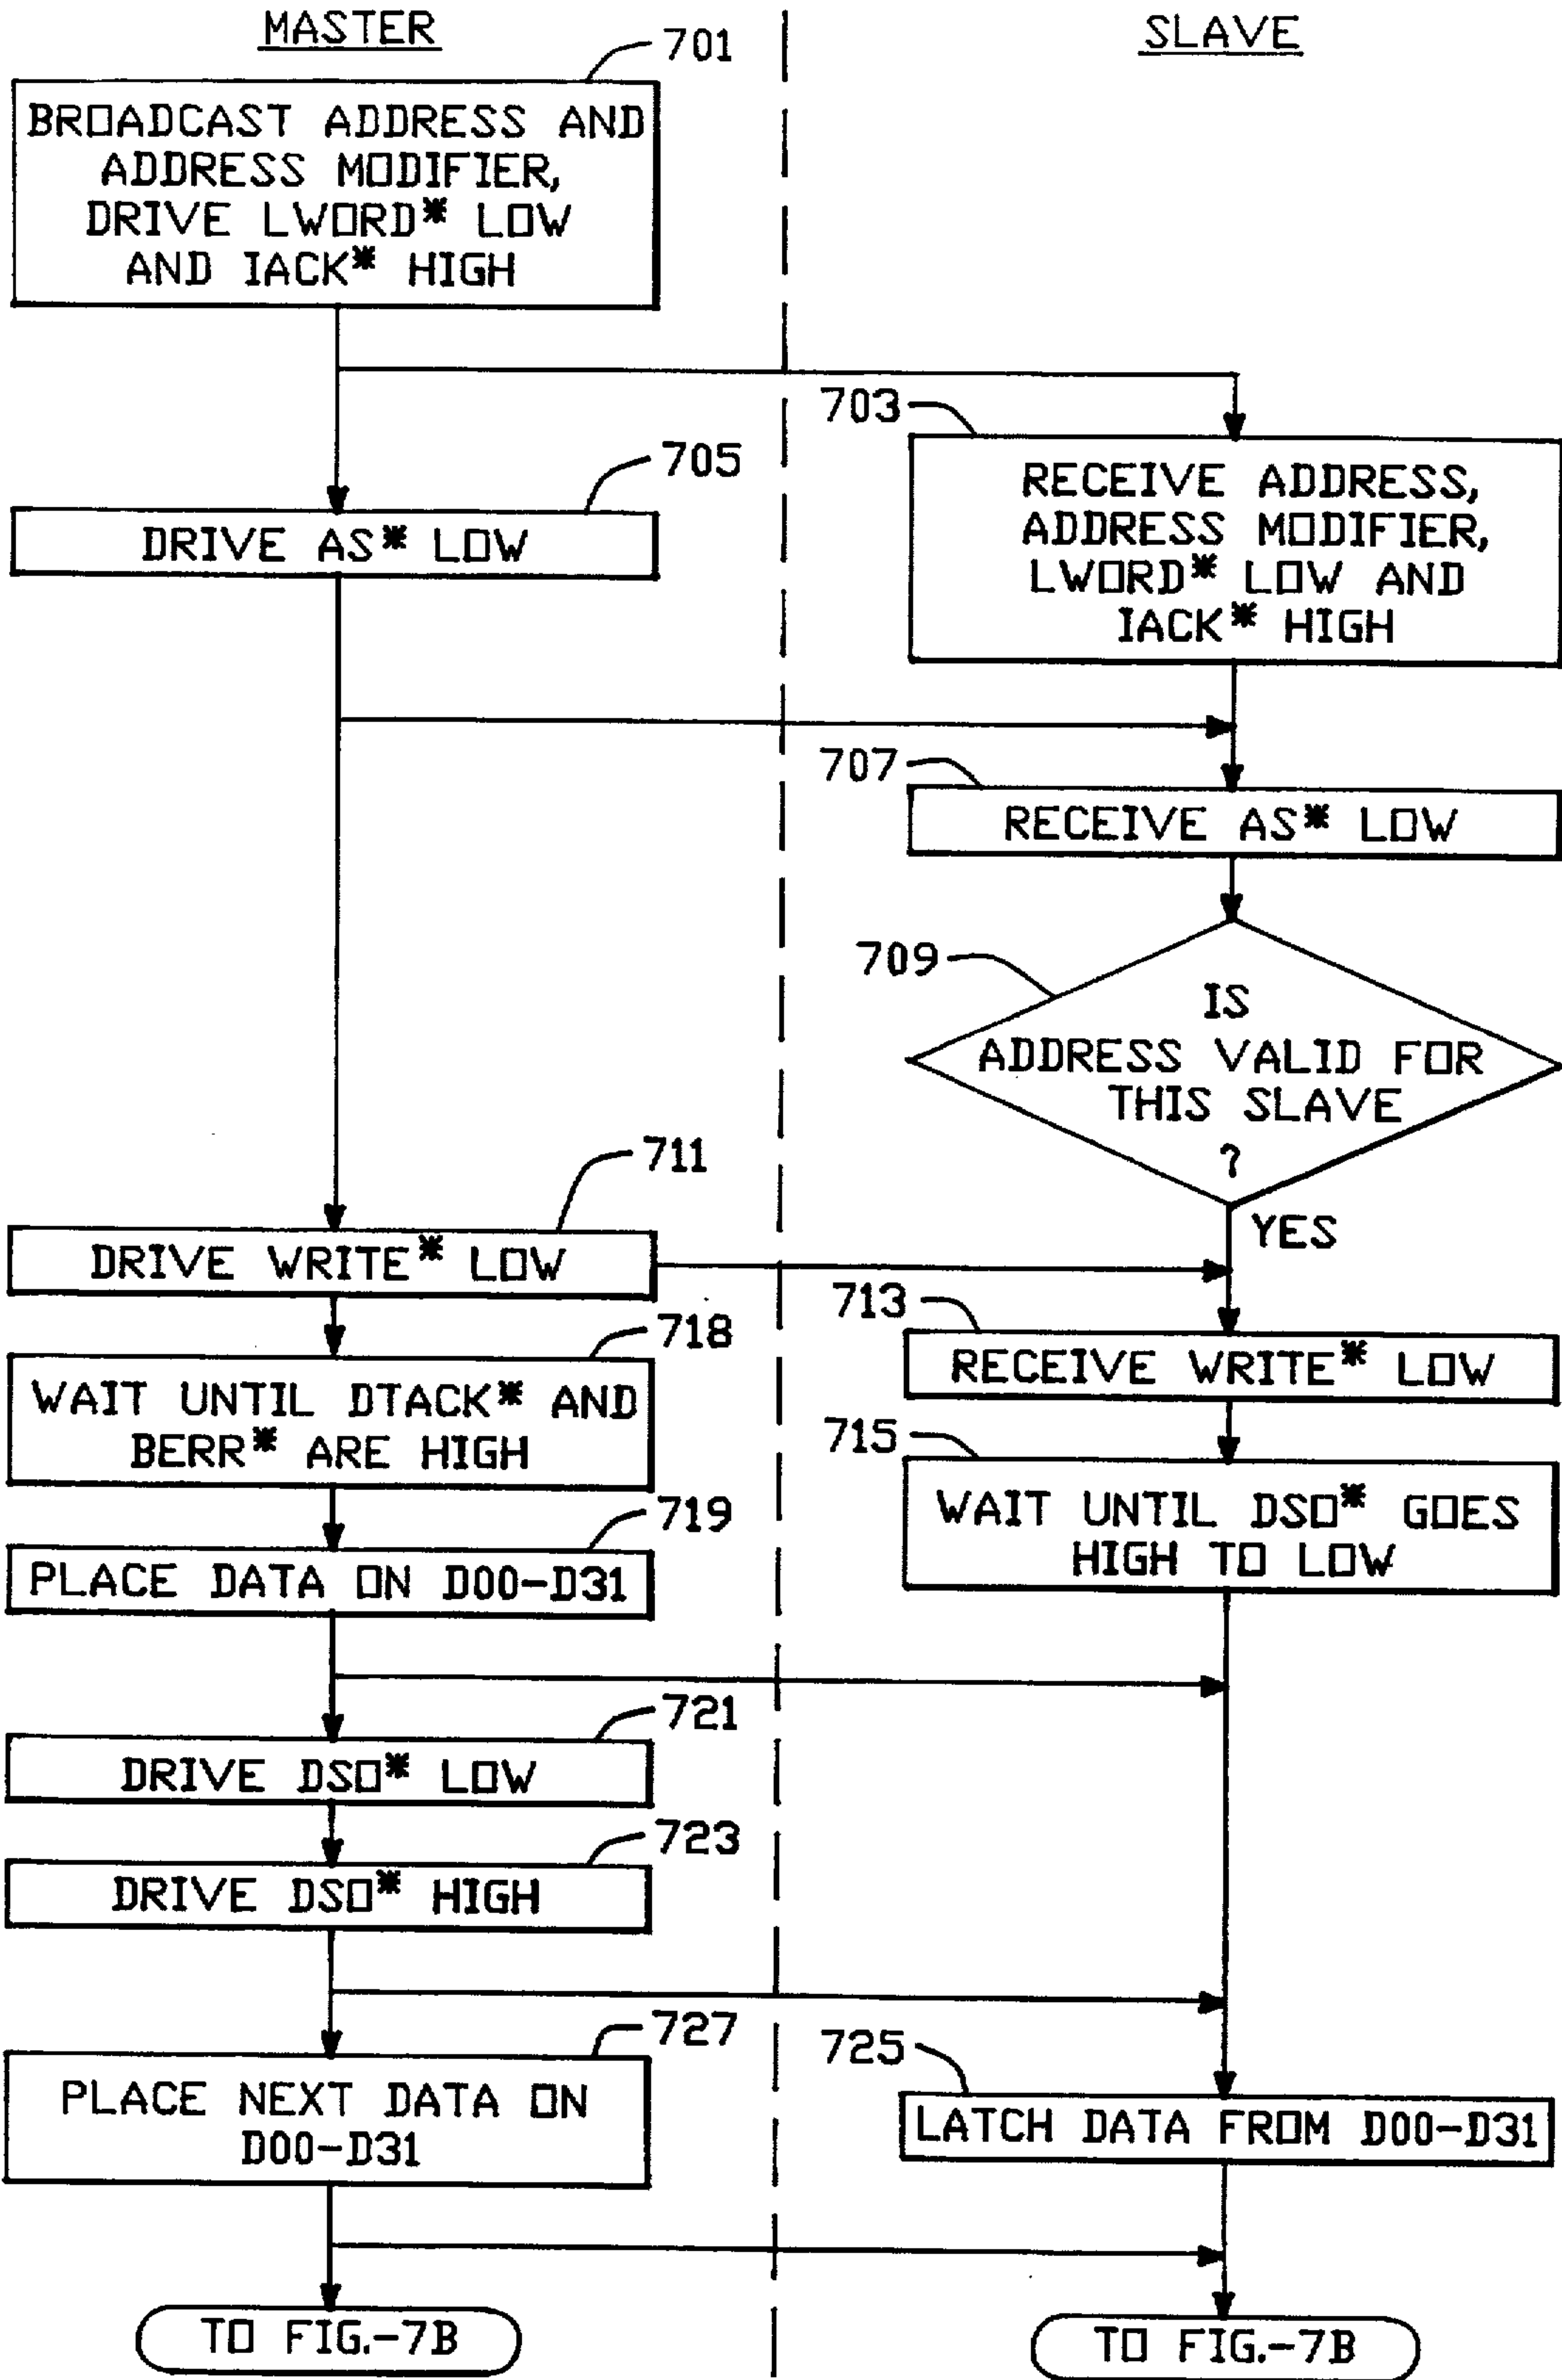 MASTER
SLAVE
701
BROADCAST ADDRESS AND
ADDRESS MODIFIER,
DRIVE LWORD* LOW
AND IACK* HIGH
703
705
DRIVE AS* LOW
RECEIVE ADDRESS,
ADDRESS MODIFIER,
LWORD* LOW AND
IACK* HIGH
707
RECEIVE AS* LOW
709
IS
ADDRESS VALID FOR
THIS SLAVE
?
YES
711
DRIVE WRITE* LOW
713
RECEIVE WRITE* LOW
718
WAIT UNTIL DTACK* AND
BERR* ARE HIGH
715
WAIT UNTIL DSO* GOES
HIGH TO LOW
719
PLACE DATA ON D00-D31
721
DRIVE DSO* LOW
723
DRIVE DSO* HIGH
727
PLACE NEXT DATA ON
D00-D31
725
LATCH DATA FROM D00-D31
TO FIG.-7B
TO FIG.-7B